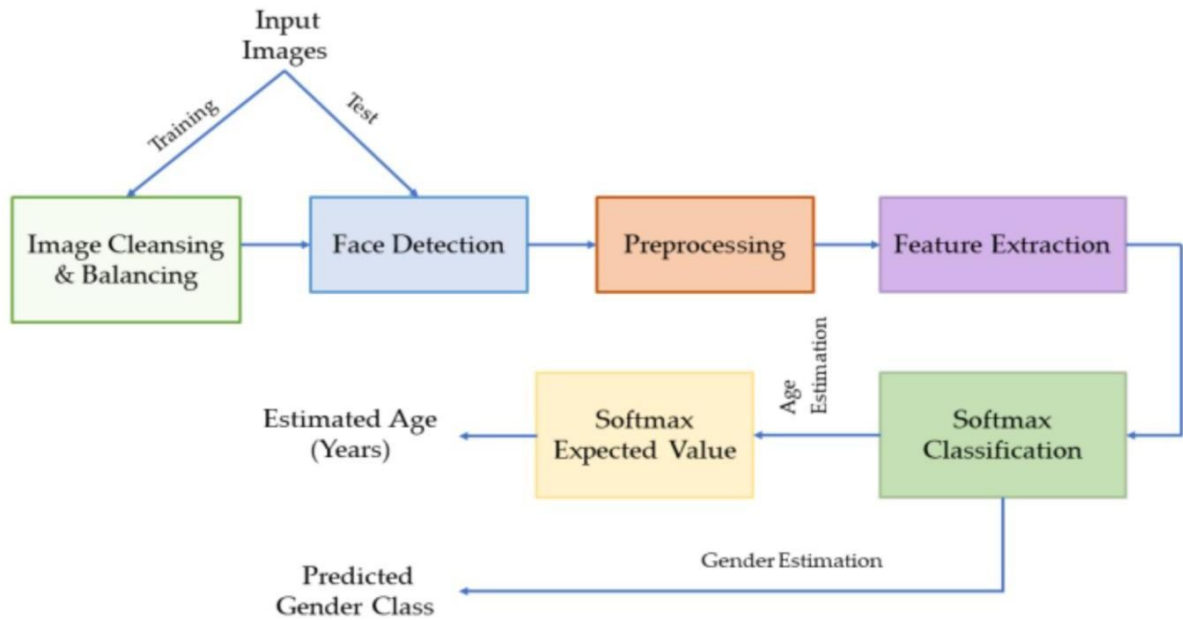 Input
Images
Training
Test
Image Cleansing
& Balancing
Face Detection
Preprocessing
Feature Extraction
Age
Estimation
Estimated Age
(Years)
Softmax
Expected Value
Softmax
Classification
Gender Estimation
Predicted
Gender Class